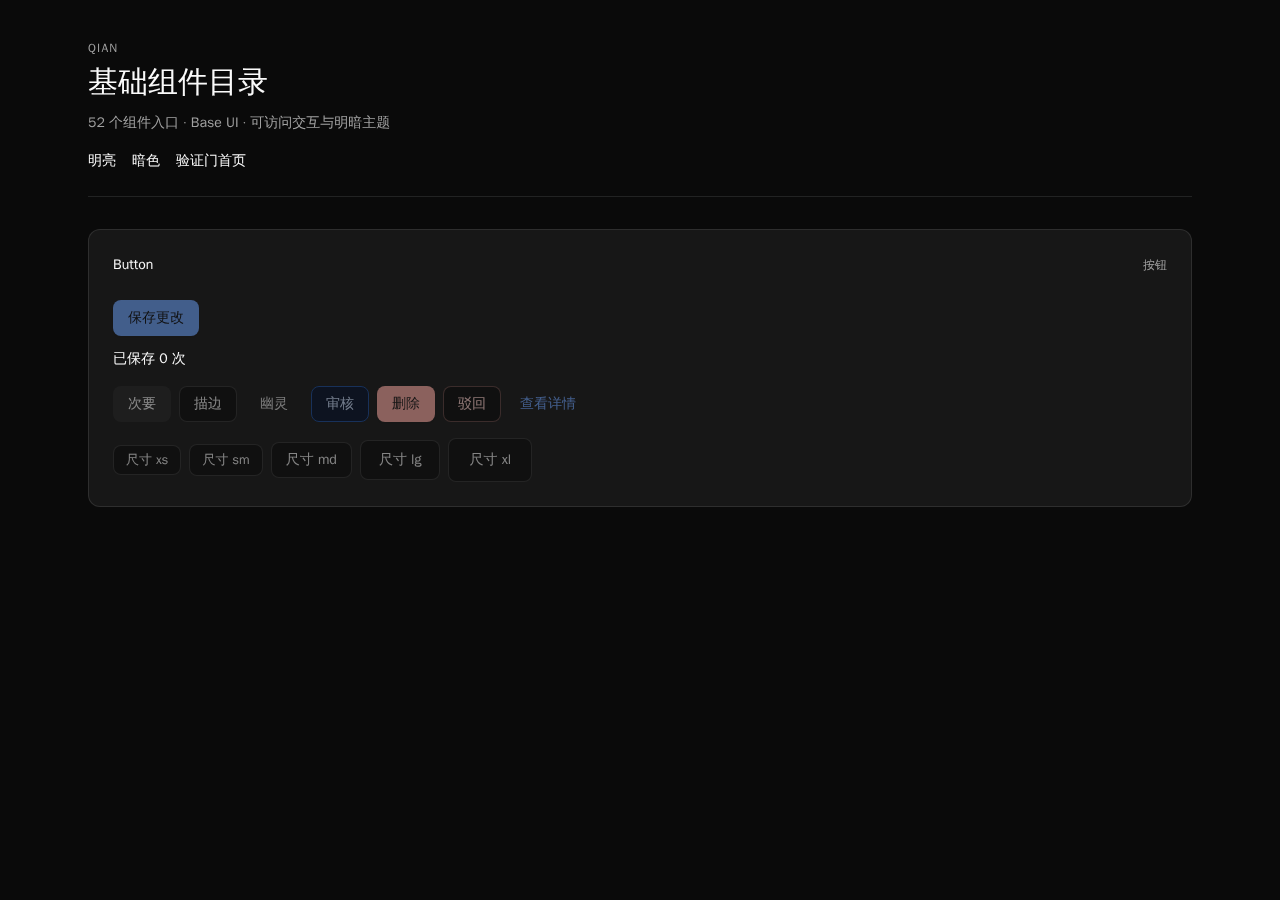 QIAN
基础组件目录
52 个组件入口 · Base UI · 可访问交互与明暗主题
明亮 暗色 验证门首页
Button 按钮
保存更改
已保存 0 次
次要 描边 幽灵 审核 删除 驳回 查看详情
尺寸 xs 尺寸 sm 尺寸 md 尺寸 lg 尺寸 xl